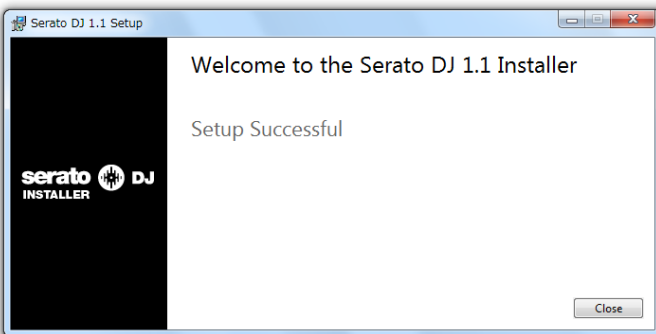 Serato DJ 1.1 Setup
Welcome to the Serato DJ 1.1 Installer
Setup Successful
serato DJ
INSTALLER
Close